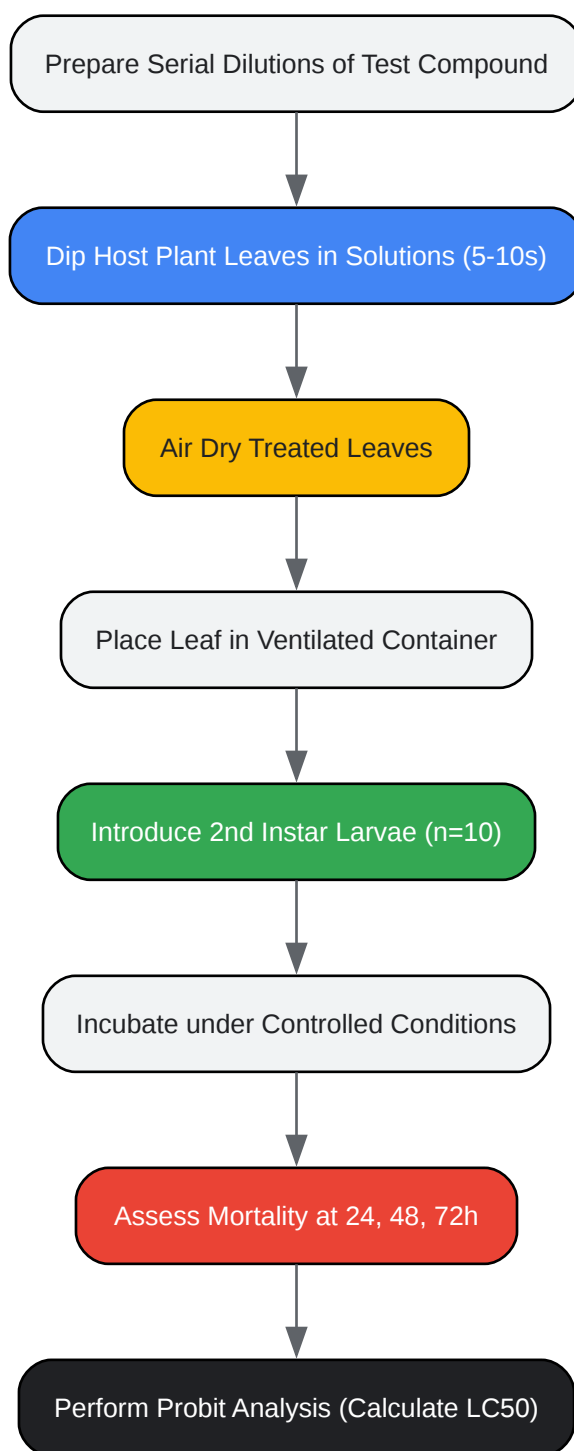 Prepare Serial Dilutions of Test Compound
Dip Host Plant Leaves in Solutions (5-10s)
Air Dry Treated Leaves
Place Leaf in Ventilated Container
Introduce 2nd Instar Larvae (n=10)
Incubate under Controlled Conditions
Assess Mortality at 24, 48, 72h
Perform Probit Analysis (Calculate LC50)